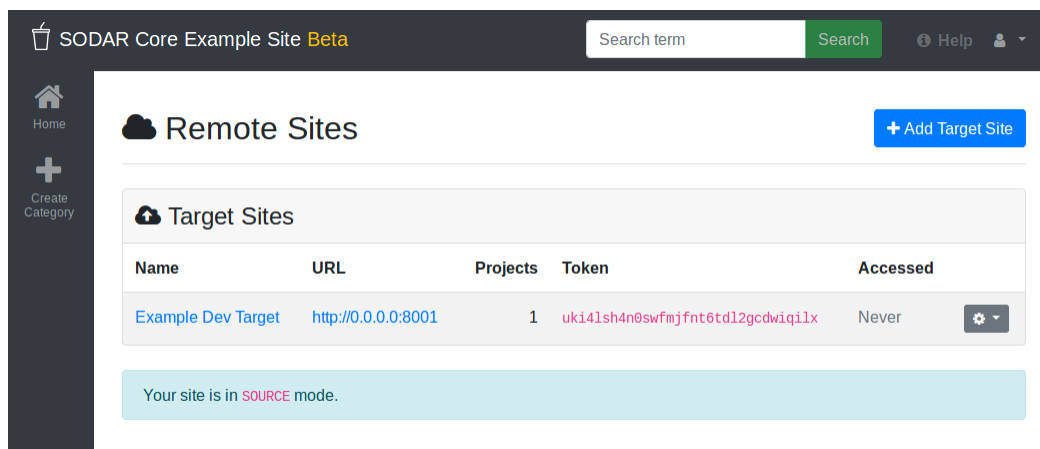 SODAR Core Example Site Beta
Search term
Search
Help
Home
Create
Category
Remote Sites
Add Target Site
Target Sites
Name URL Projects Token Accessed
Example Dev Target http://0.0.0.0:8001 1 uki4lsh4n0swfmjfnt6tdl2gcdwiqilx Never
Your site is in SOURCE mode.